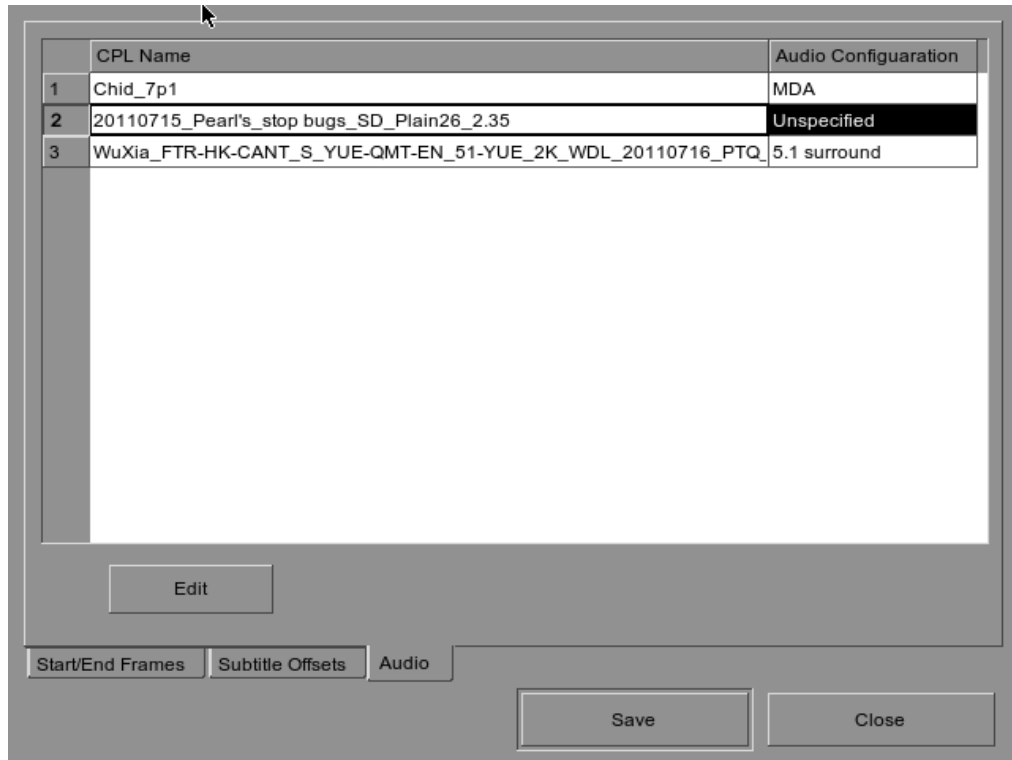 CPL Name Audio Configuaration
1 Chid_7p1 MDA
2 20110715_Pearl's_stop bugs_SD_Plain26_2.35 Unspecified
3 WuXia_FTR-HK-CANT_S_YUE-QMT-EN_51-YUE_2K_WDL_20110716_PTQ_ 5.1 surround
Edit
Start/End Frames Subtitle Offsets Audio
Save Close